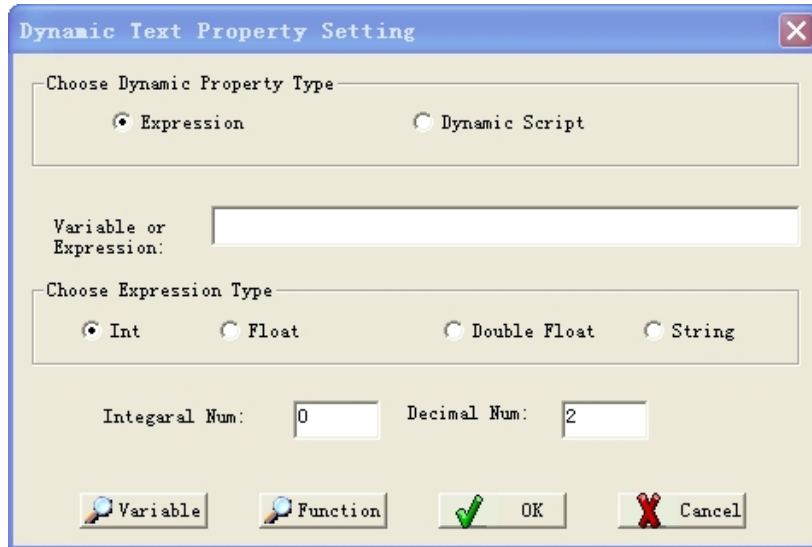 Dynamic Text Property Setting
Choose Dynamic Property Type
Expression Dynamic Script
Variable or
Expression:
Choose Expression Type
Int Float Double Float String
Integaral Num: 0 Decimal Num: 2
Variable Function OK Cancel